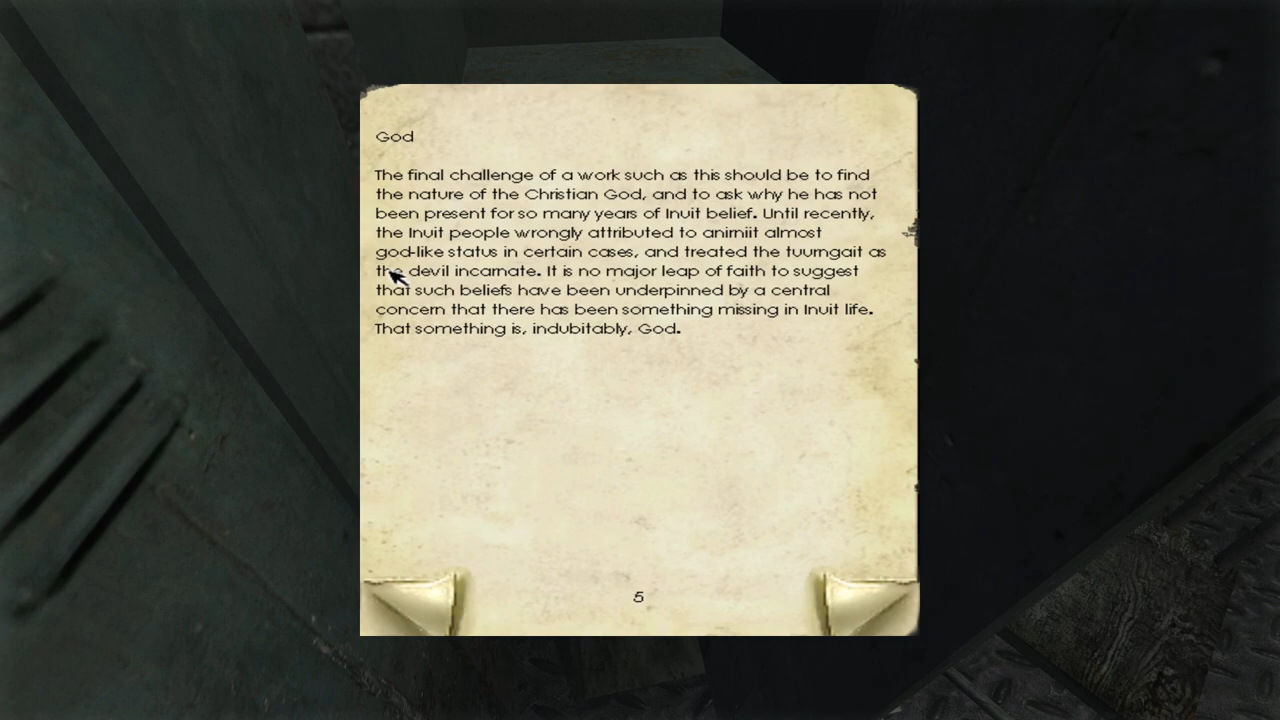 God
The final challenge of a work such as this should be to find
the nature of the Christian God, and to ask why he has not
been present for so many years of Inuit belief. Until recently,
the Inuit people wrongly attributed to anirniit almost
god-like status in certain cases, and treated the tuurngait as
the devil incarnate. It is no major leap of faith to suggest
that such beliefs have been underpinned by a central
concern that there has been something missing in Inuit life.
That something is, indubitably, God.
5